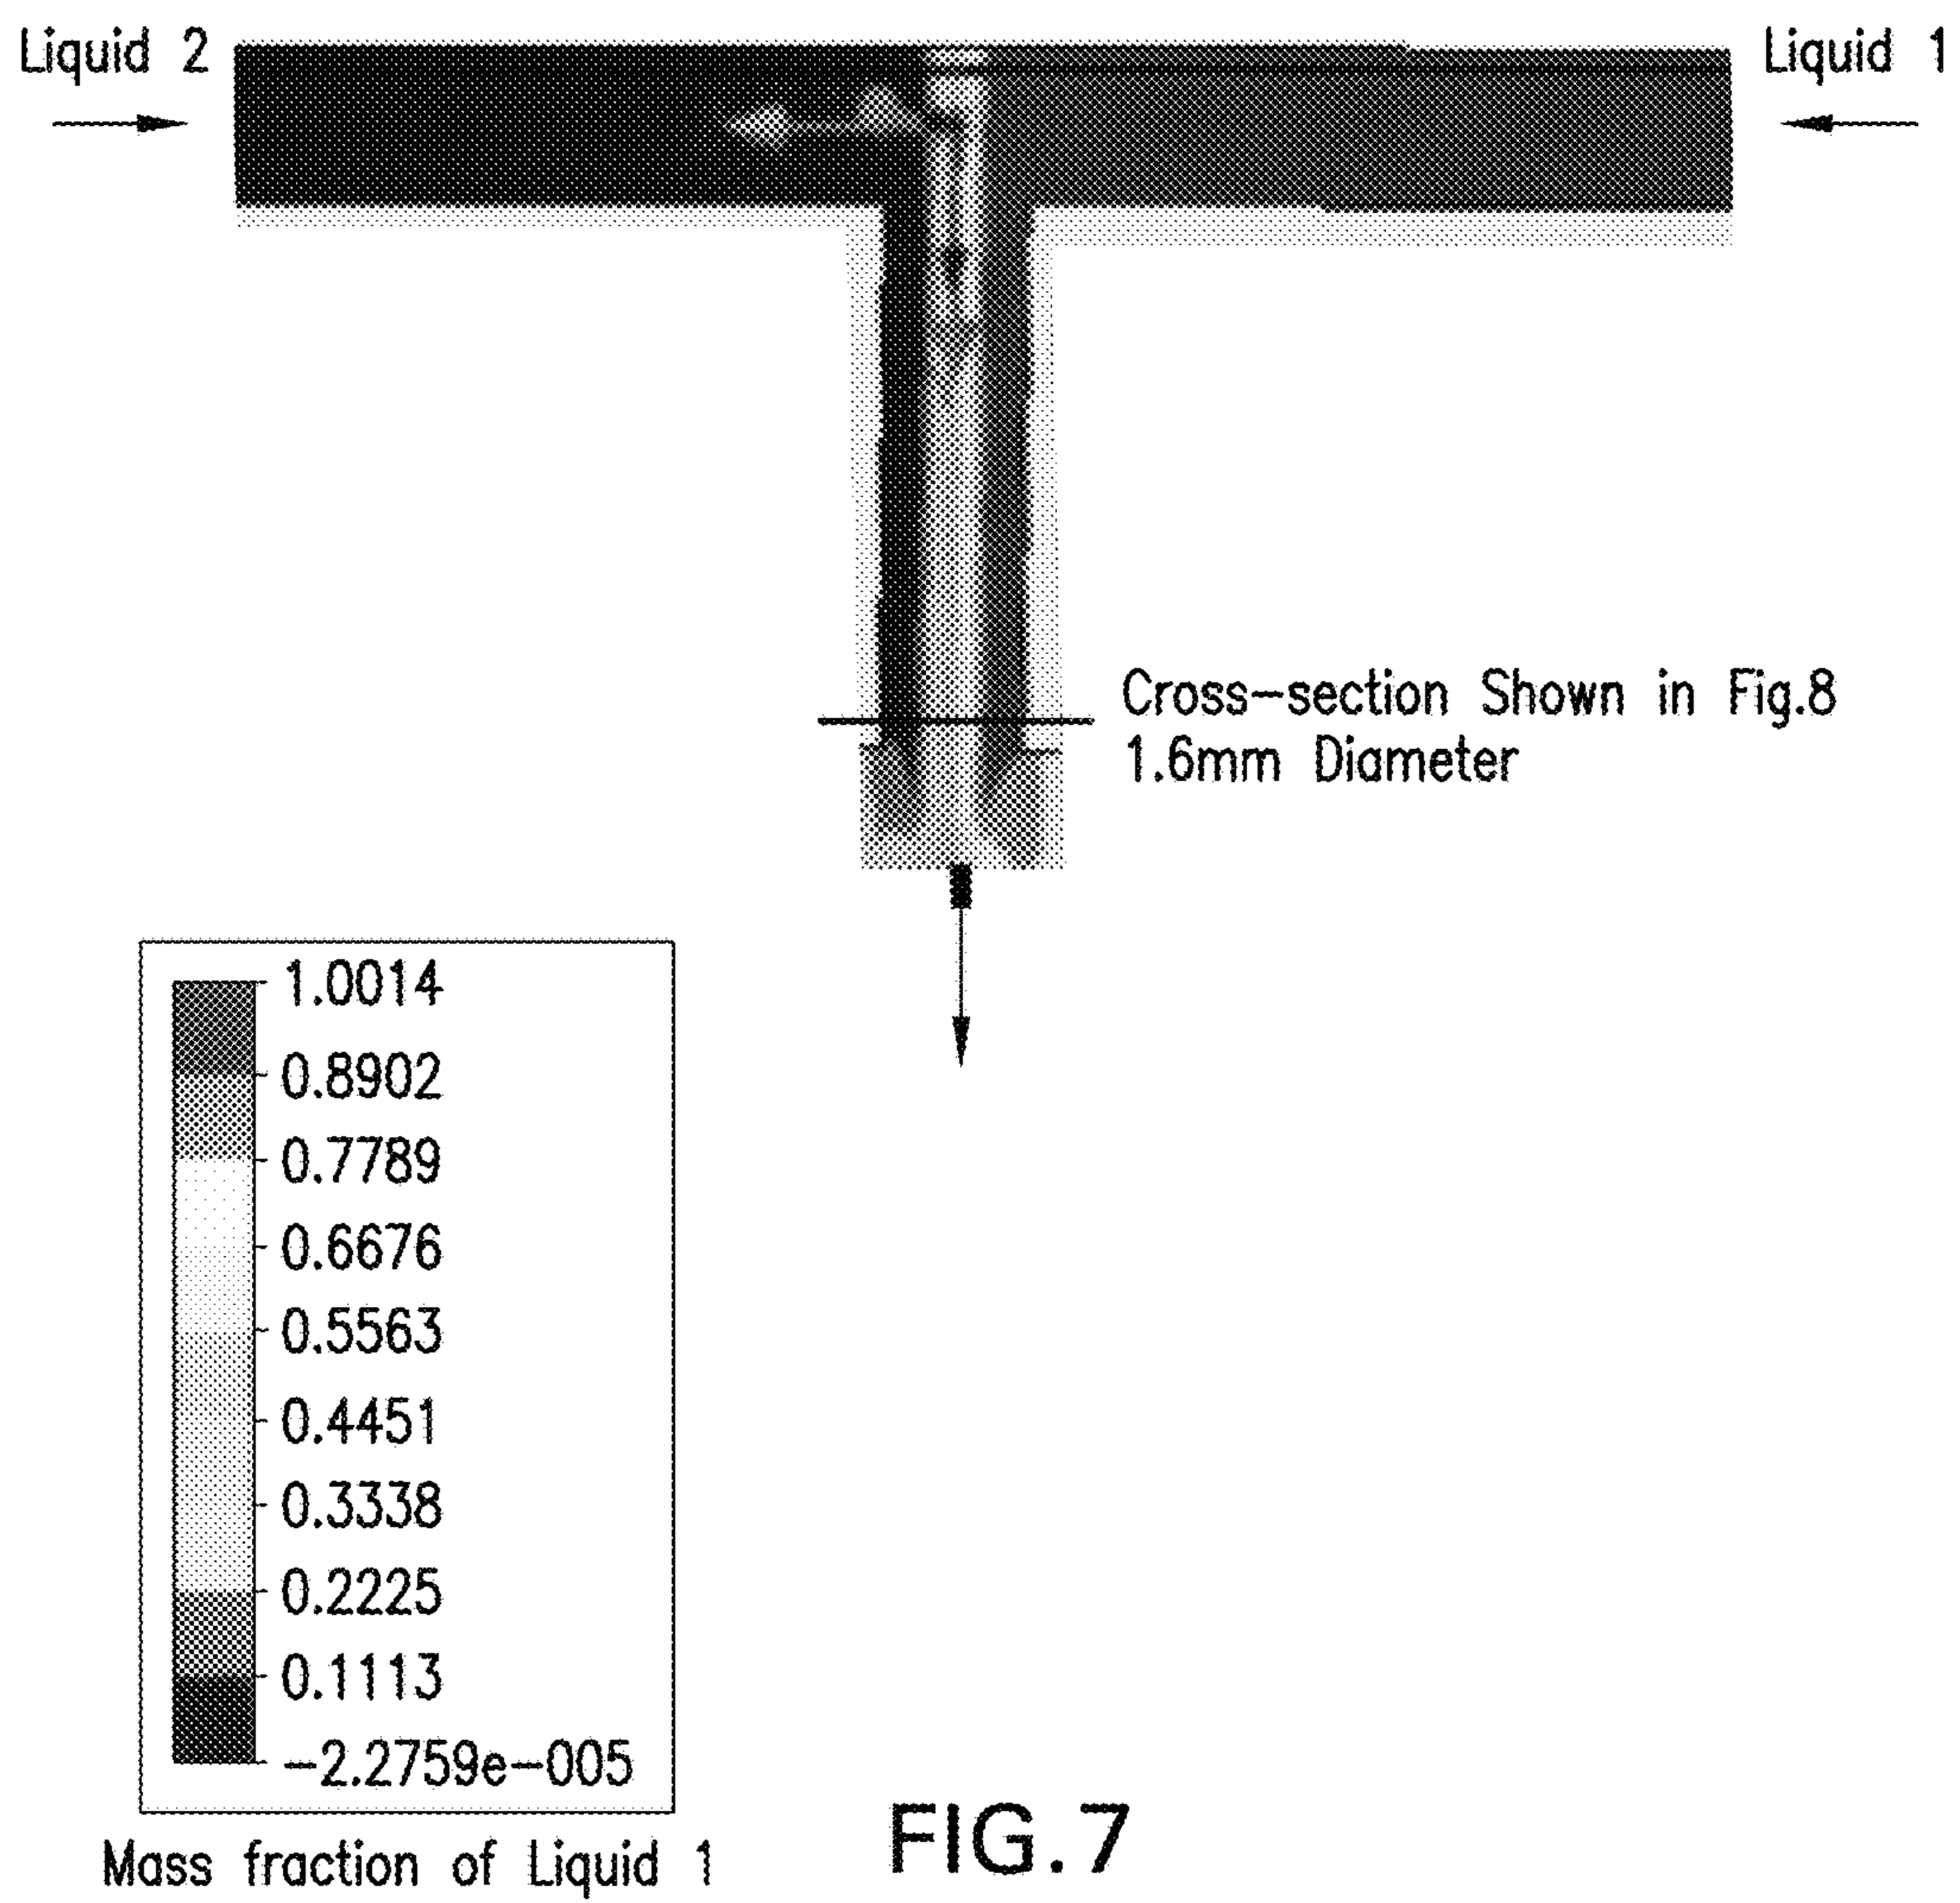 Liquid 2
Liquid 1
Cross-section Shown in Fig.8
1.6mm Diameter
1.0014
0.8902
0.7789
0.6676
0.5563
0.4451
0.3338
0.2225
0.1113
-2.2759e-005
Mass fraction of Liquid 1
FIG.7